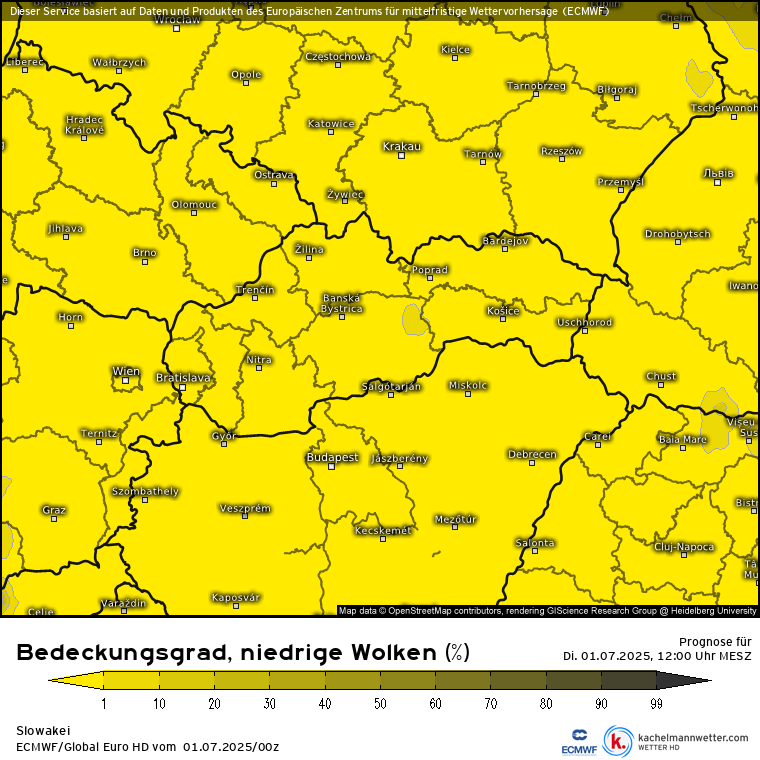 Dieser Service basiert auf Daten und Produkten des Europäischen Zentrums für mittelfristige Wettervorhersage (ECMWF)
Wrocław
Chełm
Kielce
Częstochowa
Liberec
Wałbrzych
Opole
Tarnobrzeg
Biłgoraj
Tscherwonoh
Hradec
Králové
Katowice
Krakau
Tarnów
Rzeszów
Ostrava
Przemyśl
Львів
Żywiec
Olomouc
Jihlava
Drohobytsch
Bardejov
Brno
Žilina
Poprad
Trenčín
Iwano
Banská
Bystrica
Horn
Košice
Uschhorod
Nitra
Wien
Bratislava
Chust
Salgótarján
Miskolc
Vișeu
Sus
Ternitz
Győr
Carei
Baia Mare
Budapest
Jászberény
Debrecen
Szombathely
Bistr
Graz
Veszprém
Mezőtúr
Kecskemét
Salonta
Cluj-Napoca
Tâ
Mu
Kaposvár
Varaždin
Celje
Map data © OpenStreetMap contributors, rendering GIScience Research Group @ Heidelberg University
Bedeckungsgrad, niedrige Wolken (%)
Prognose für
Di. 01.07.2025, 12:00 Uhr MESZ
1 10 20 30 40 50 60 70 80 90 99
Slowakei
ECMWF/Global Euro HD vom 01.07.2025/00z
ECMWF
k.
kachelmannwetter.com
WETTER HD